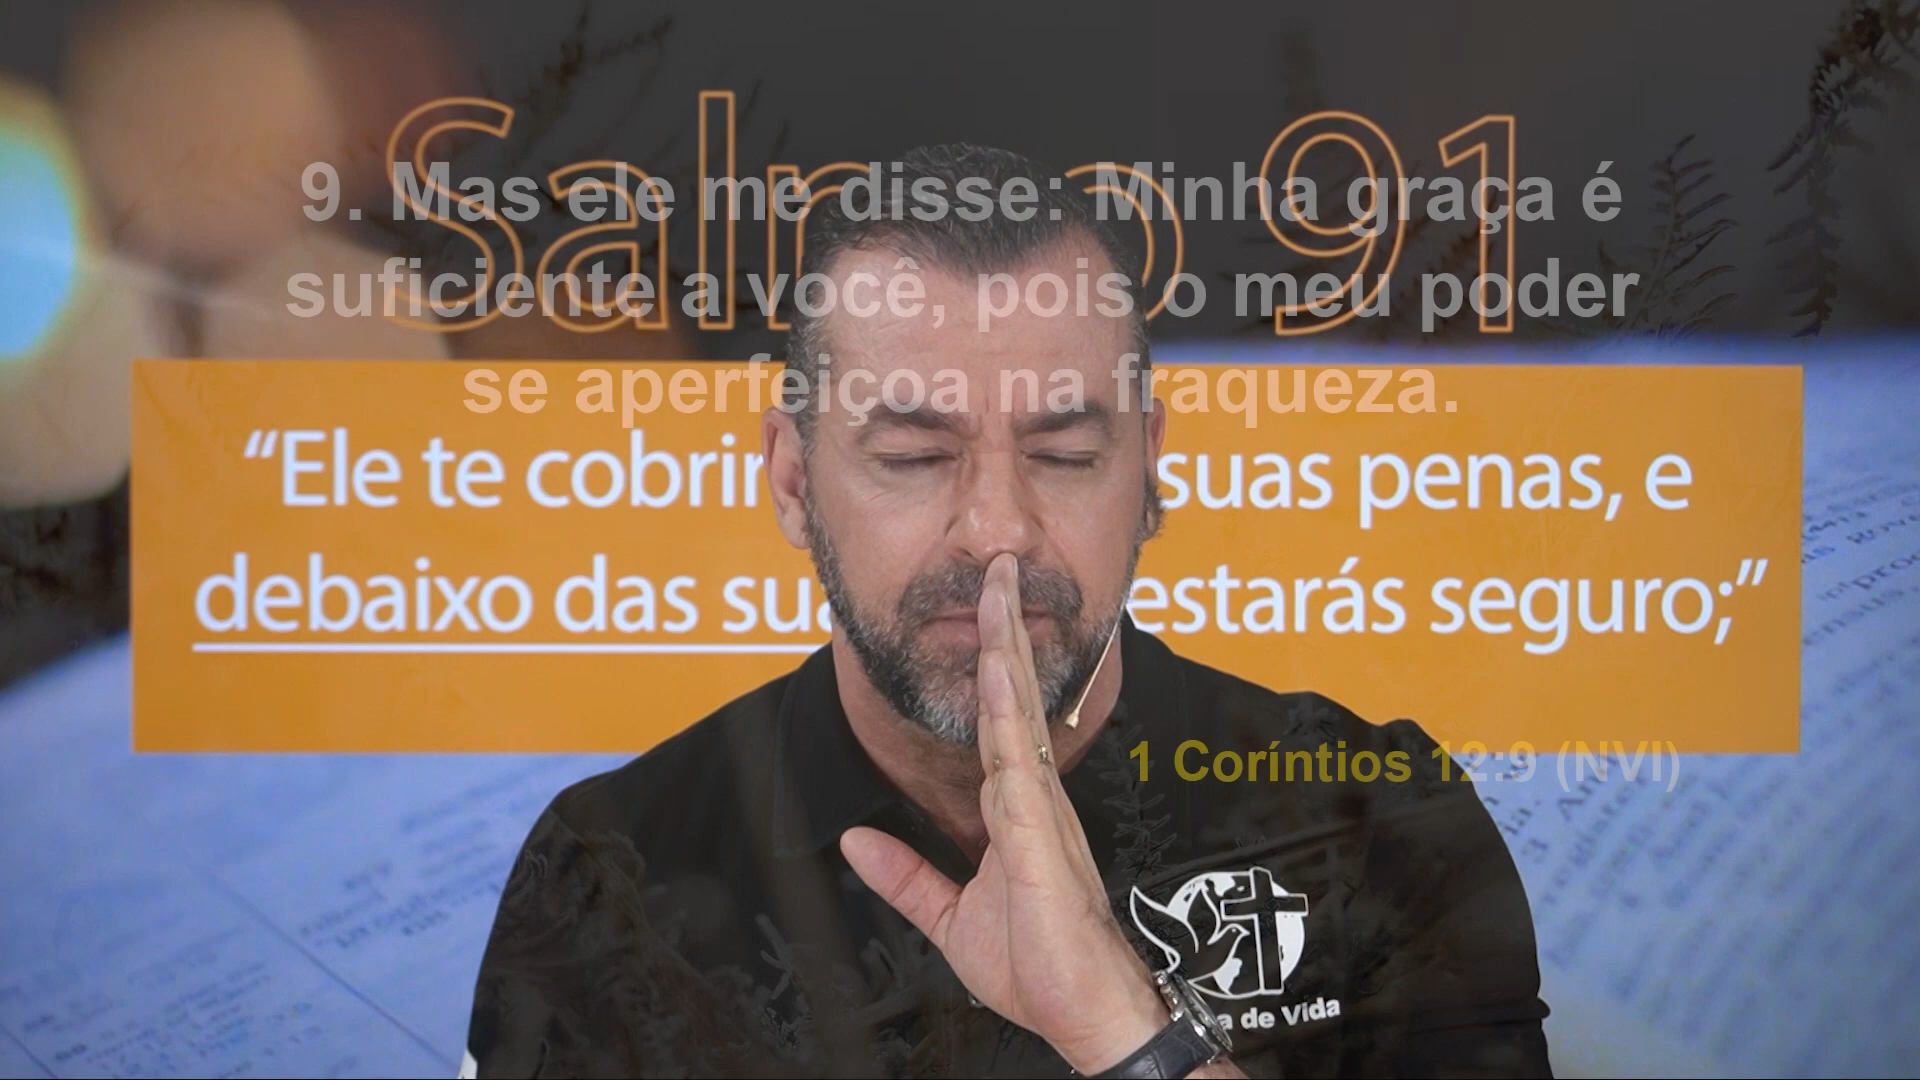 Salmo 91
9. Mas ele me disse: Minha graça é
suficiente a você, pois o meu poder
se aperfeiçoa na fraqueza.
“Ele te cobrir suas penas, e
debaixo das suas estarás seguro;”
1 Coríntios 12:9 (NVI)
de Vida